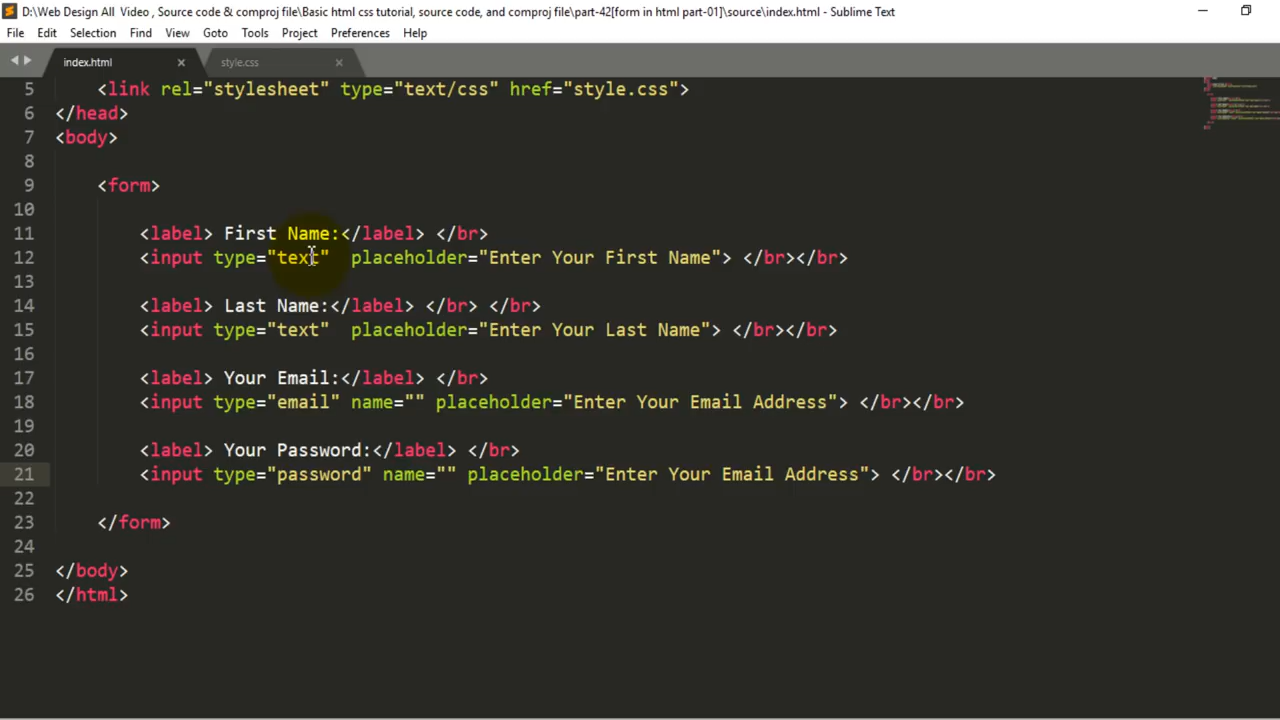 D:\Web Design All  Video , Source code & comproj file\Basic html css tutorial, source code, and comproj file\part-42[form in html part-01]\source\index.html - Sublime Text
File Edit Selection Find View Goto Tools Project Preferences Help
index.html style.css
5 <link rel="stylesheet" type="text/css" href="style.css">
6 </head>
7 <body>
8
9 <form>
10
11 <label> First Name:</label> </br>
12 <input type="text"  placeholder="Enter Your First Name"> </br></br>
13
14 <label> Last Name:</label> </br> </br>
15 <input type="text"  placeholder="Enter Your Last Name"> </br></br>
16
17 <label> Your Email:</label> </br>
18 <input type="email" name="" placeholder="Enter Your Email Address"> </br></br>
19
20 <label> Your Password:</label> </br>
21 <input type="password" name="" placeholder="Enter Your Email Address"> </br></br>
22
23 </form>
24
25 </body>
26 </html>